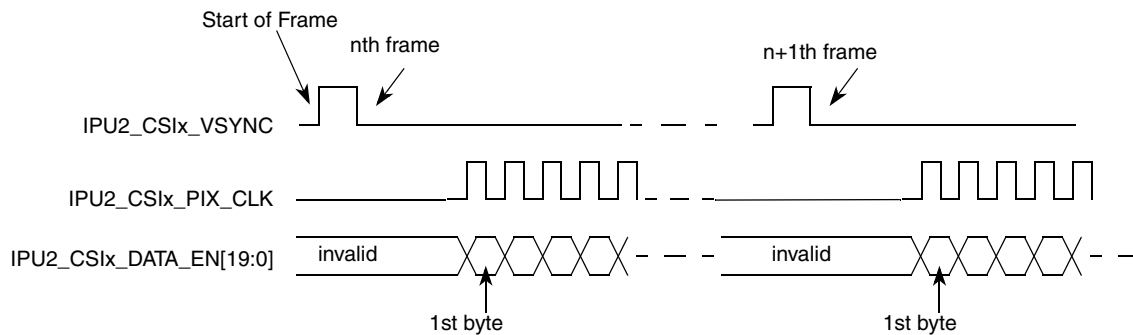 Start of Frame
nth frame
n+1th frame
IPU2_CSIx_VSYNC
IPU2_CSIx_PIX_CLK
IPU2_CSIx_DATA_EN[19:0]
invalid
invalid
1st byte
1st byte